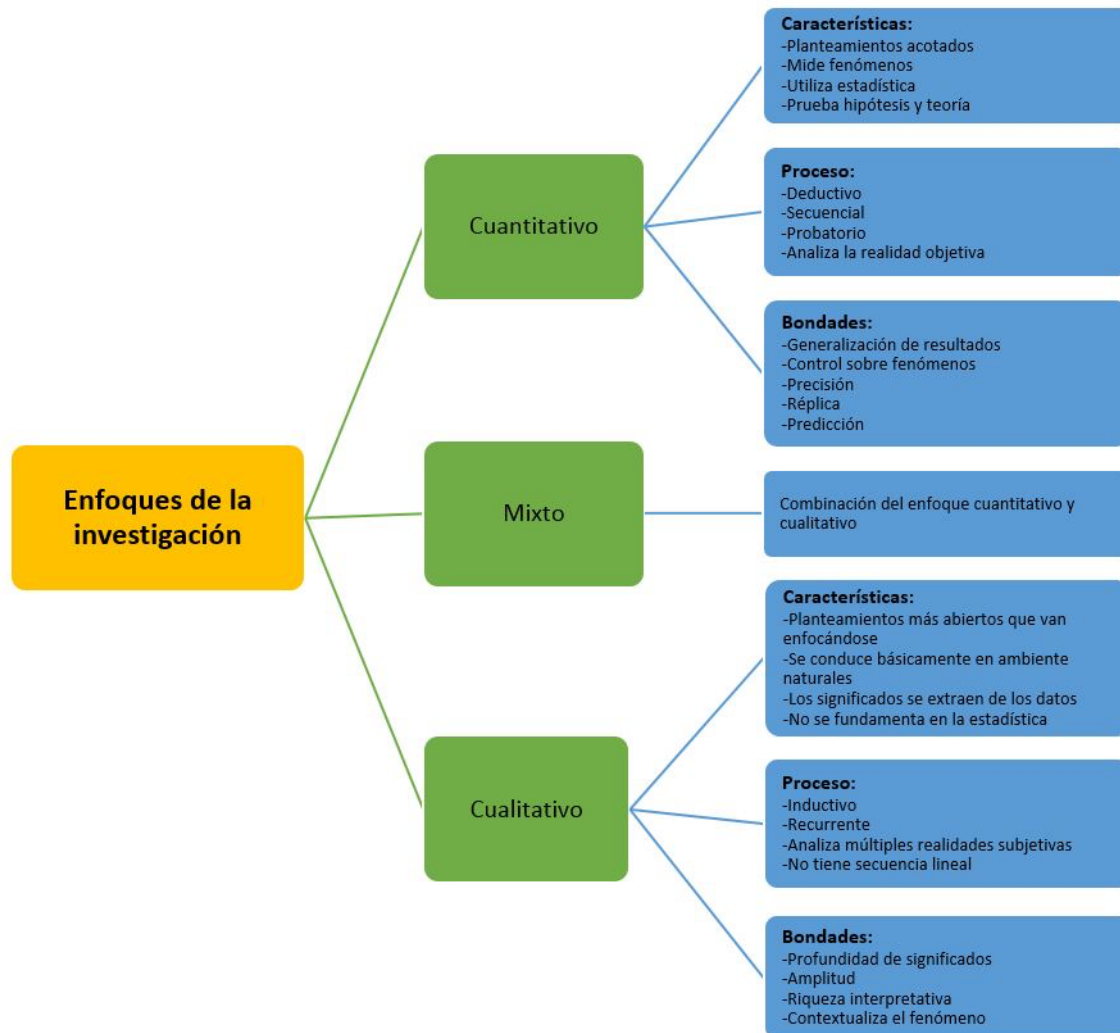 Enfoques de la
investigación
Cuantitativo
Características:
-Planteamientos acotados
-Mide fenómenos
-Utiliza estadística
-Prueba hipótesis y teoría
Proceso:
-Deductivo
-Secuencial
-Probatorio
-Analiza la realidad objetiva
Bondades:
-Generalización de resultados
-Control sobre fenómenos
-Precisión
-Réplica
-Predicción
Mixto
Combinación del enfoque cuantitativo y
cualitativo
Cualitativo
Características:
-Planteamientos más abiertos que van
enfocándose
-Se conduce básicamente en ambiente
naturales
-Los significados se extraen de los datos
-No se fundamenta en la estadística
Proceso:
-Inductivo
-Recurrente
-Analiza múltiples realidades subjetivas
-No tiene secuencia lineal
Bondades:
-Profundidad de significados
-Amplitud
-Riqueza interpretativa
-Contextualiza el fenómeno